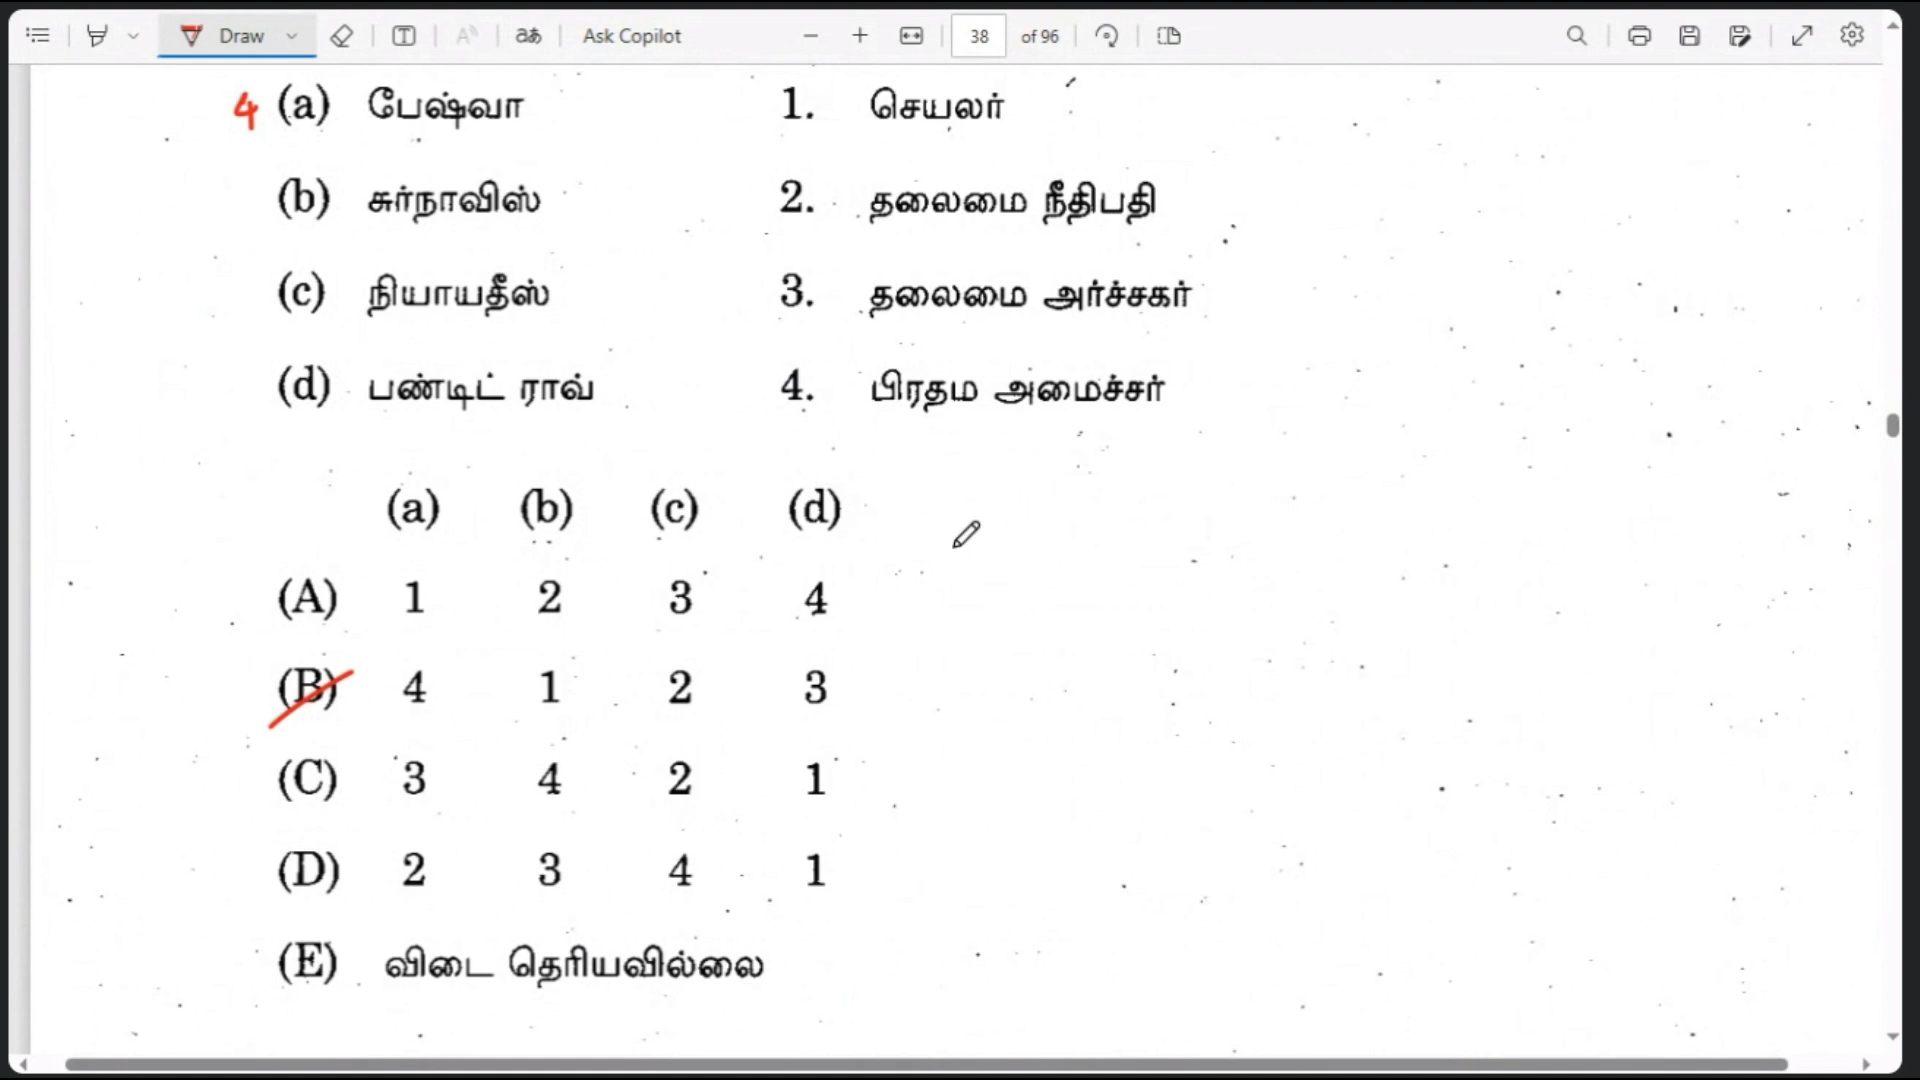 Draw aあ Ask Copilot 38 of 96
4 (a) பேஷ்வா 1. செயலர்
(b) சுர்நாவிஸ் 2. தலைமை நீதிபதி
(c) நியாயதீஸ் 3. தலைமை அர்ச்சகர்
(d) பண்டிட் ராவ் 4. பிரதம அமைச்சர்
(a) (b) (c) (d)
(A) 1 2 3 4
(B) 4 1 2 3
(C) 3 4 2 1
(D) 2 3 4 1
(E) விடை தெரியவில்லை